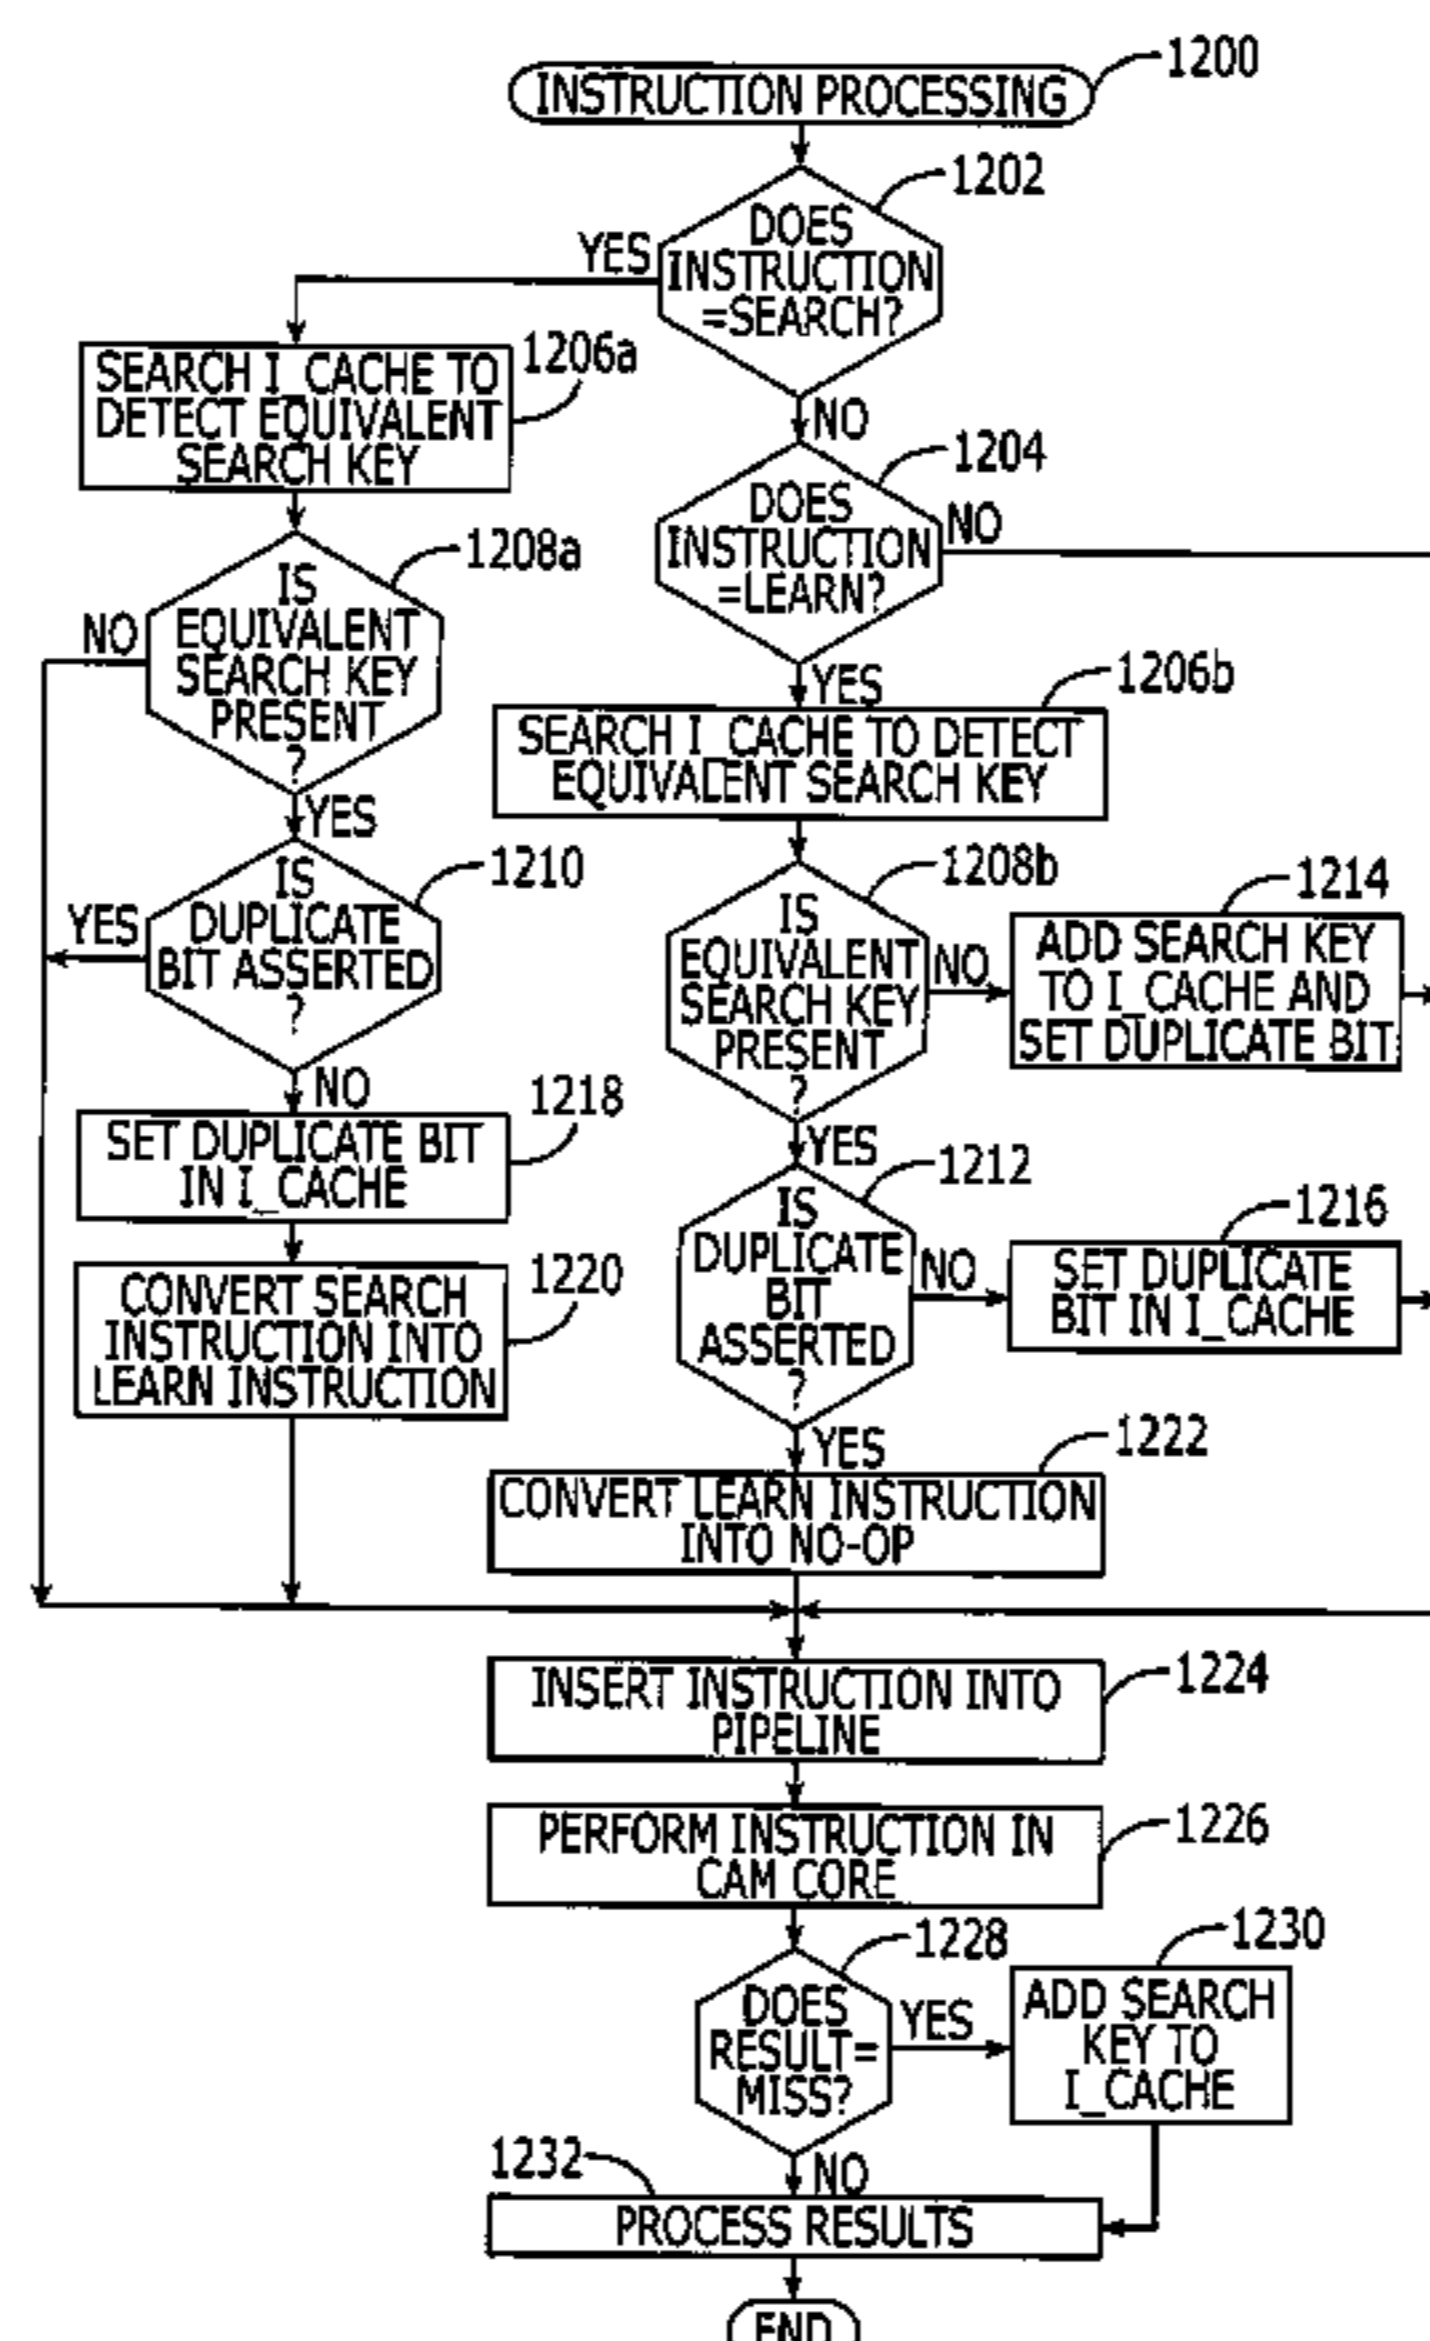 1200
INSTRUCTION PROCESSING
1202
DOES
INSTRUCTION
=SEARCH?
YES
NO
1206a
SEARCH I_CACHE TO
DETECT EQUIVALENT
SEARCH KEY
1204
DOES
INSTRUCTION
=LEARN?
NO
YES
1208a
IS
EQUIVALENT
SEARCH KEY
PRESENT
?
NO
YES
1206b
SEARCH I_CACHE TO DETECT
EQUIVALENT SEARCH KEY
1210
IS
DUPLICATE
BIT ASSERTED
?
YES
NO
1208b
IS
EQUIVALENT
SEARCH KEY
PRESENT
?
NO
YES
1214
ADD SEARCH KEY
TO I_CACHE AND
SET DUPLICATE BIT
1218
SET DUPLICATE BIT
IN I_CACHE
1212
IS
DUPLICATE
BIT
ASSERTED
?
NO
YES
1216
SET DUPLICATE
BIT IN I_CACHE
1220
CONVERT SEARCH
INSTRUCTION INTO
LEARN INSTRUCTION
1222
CONVERT LEARN INSTRUCTION
INTO NO-OP
1224
INSERT INSTRUCTION INTO
PIPELINE
1226
PERFORM INSTRUCTION IN
CAM CORE
1228
DOES
RESULT=
MISS?
YES
NO
1230
ADD SEARCH
KEY TO
I_CACHE
1232
PROCESS RESULTS
END